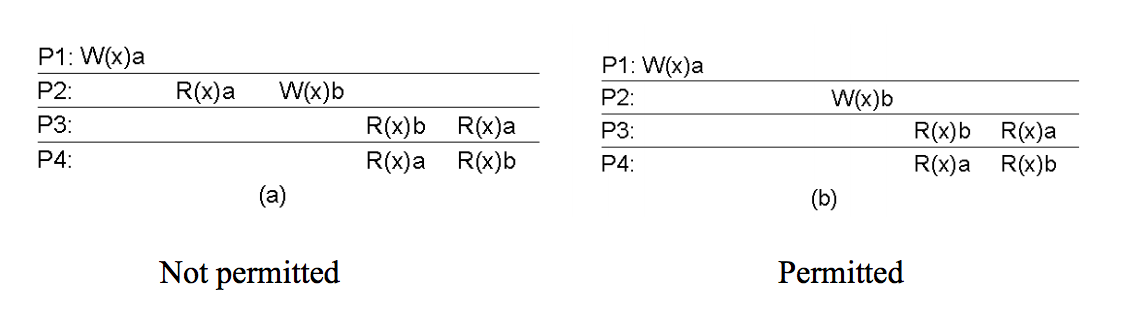 P1: W(x)a
P2: R(x)a W(x)b
P3: R(x)b R(x)a
P4: R(x)a R(x)b
(a)
Not permitted
P1: W(x)a
P2: W(x)b
P3: R(x)b R(x)a
P4: R(x)a R(x)b
(b)
Permitted